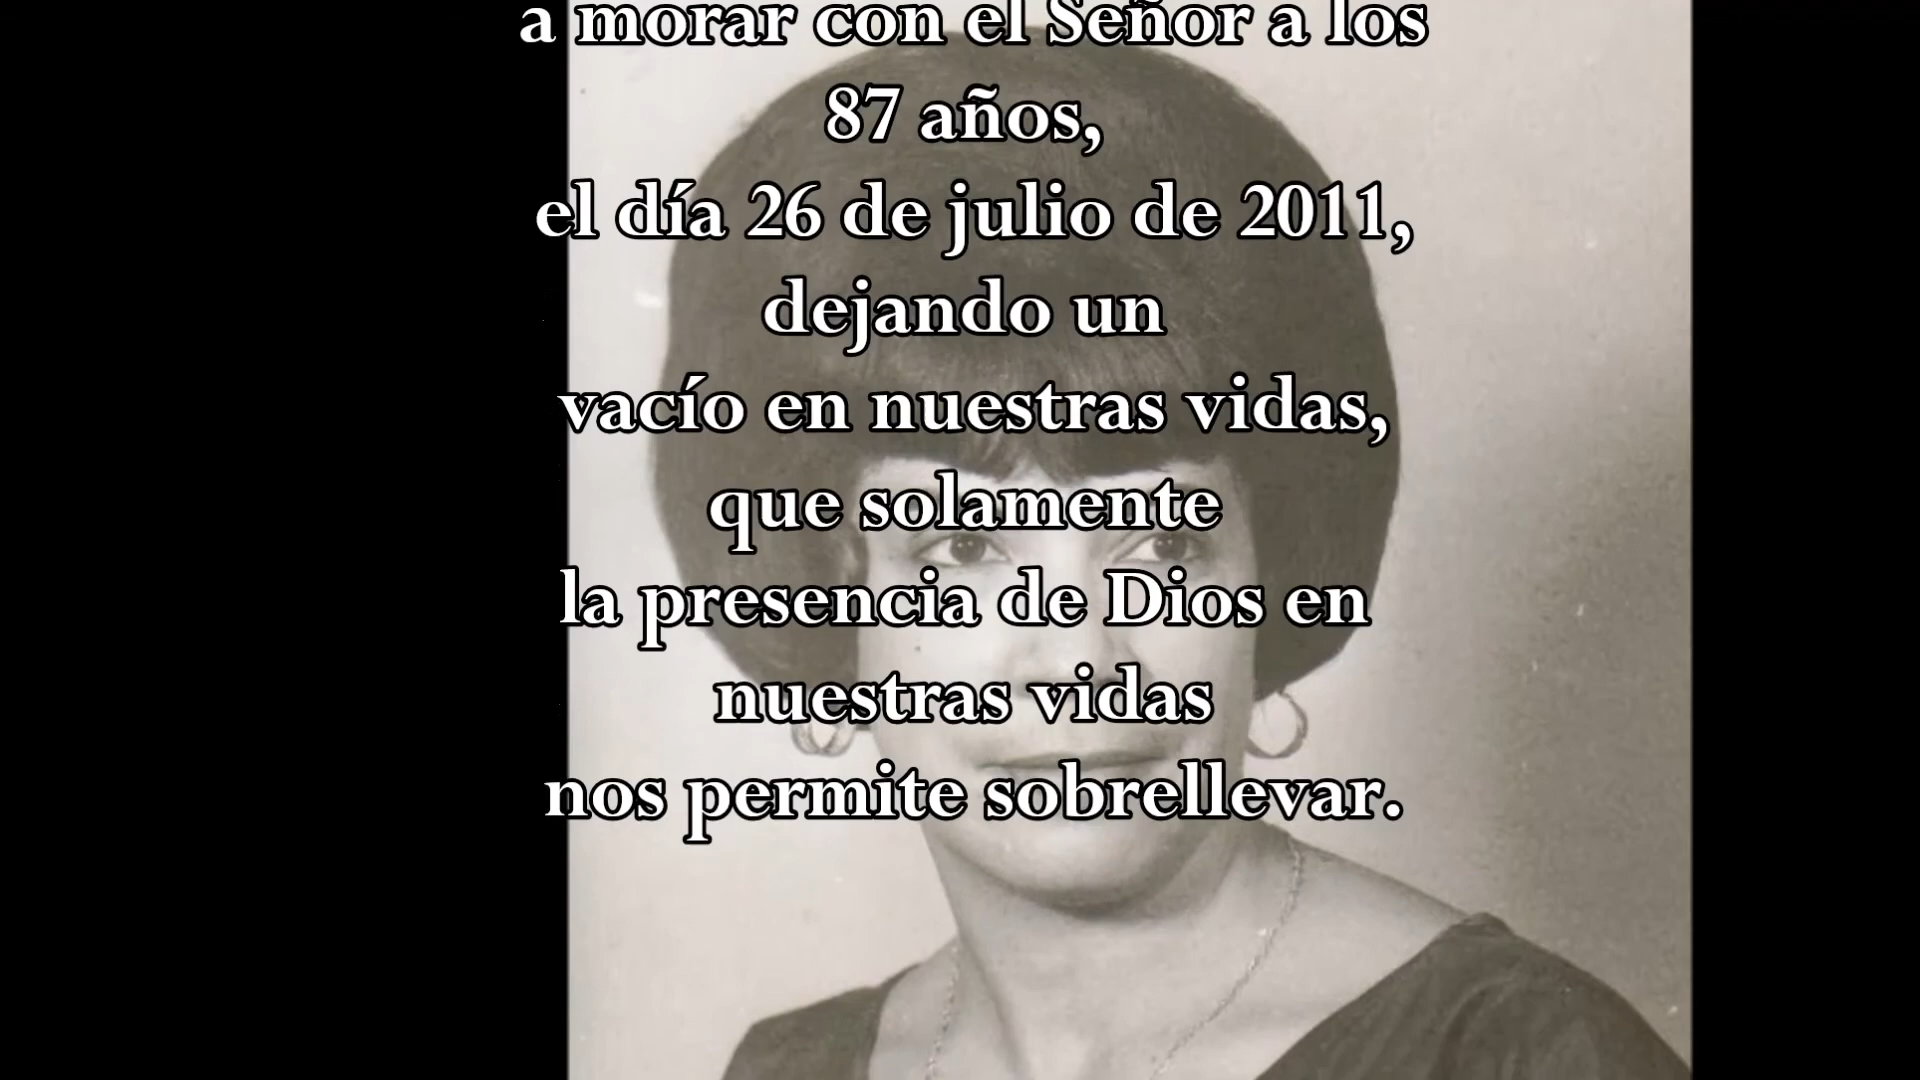 a morar con el Señor a los
87 años,
el día 26 de julio de 2011,
dejando un
vacío en nuestras vidas,
que solamente
la presencia de Dios en
nuestras vidas
nos permite sobrellevar.